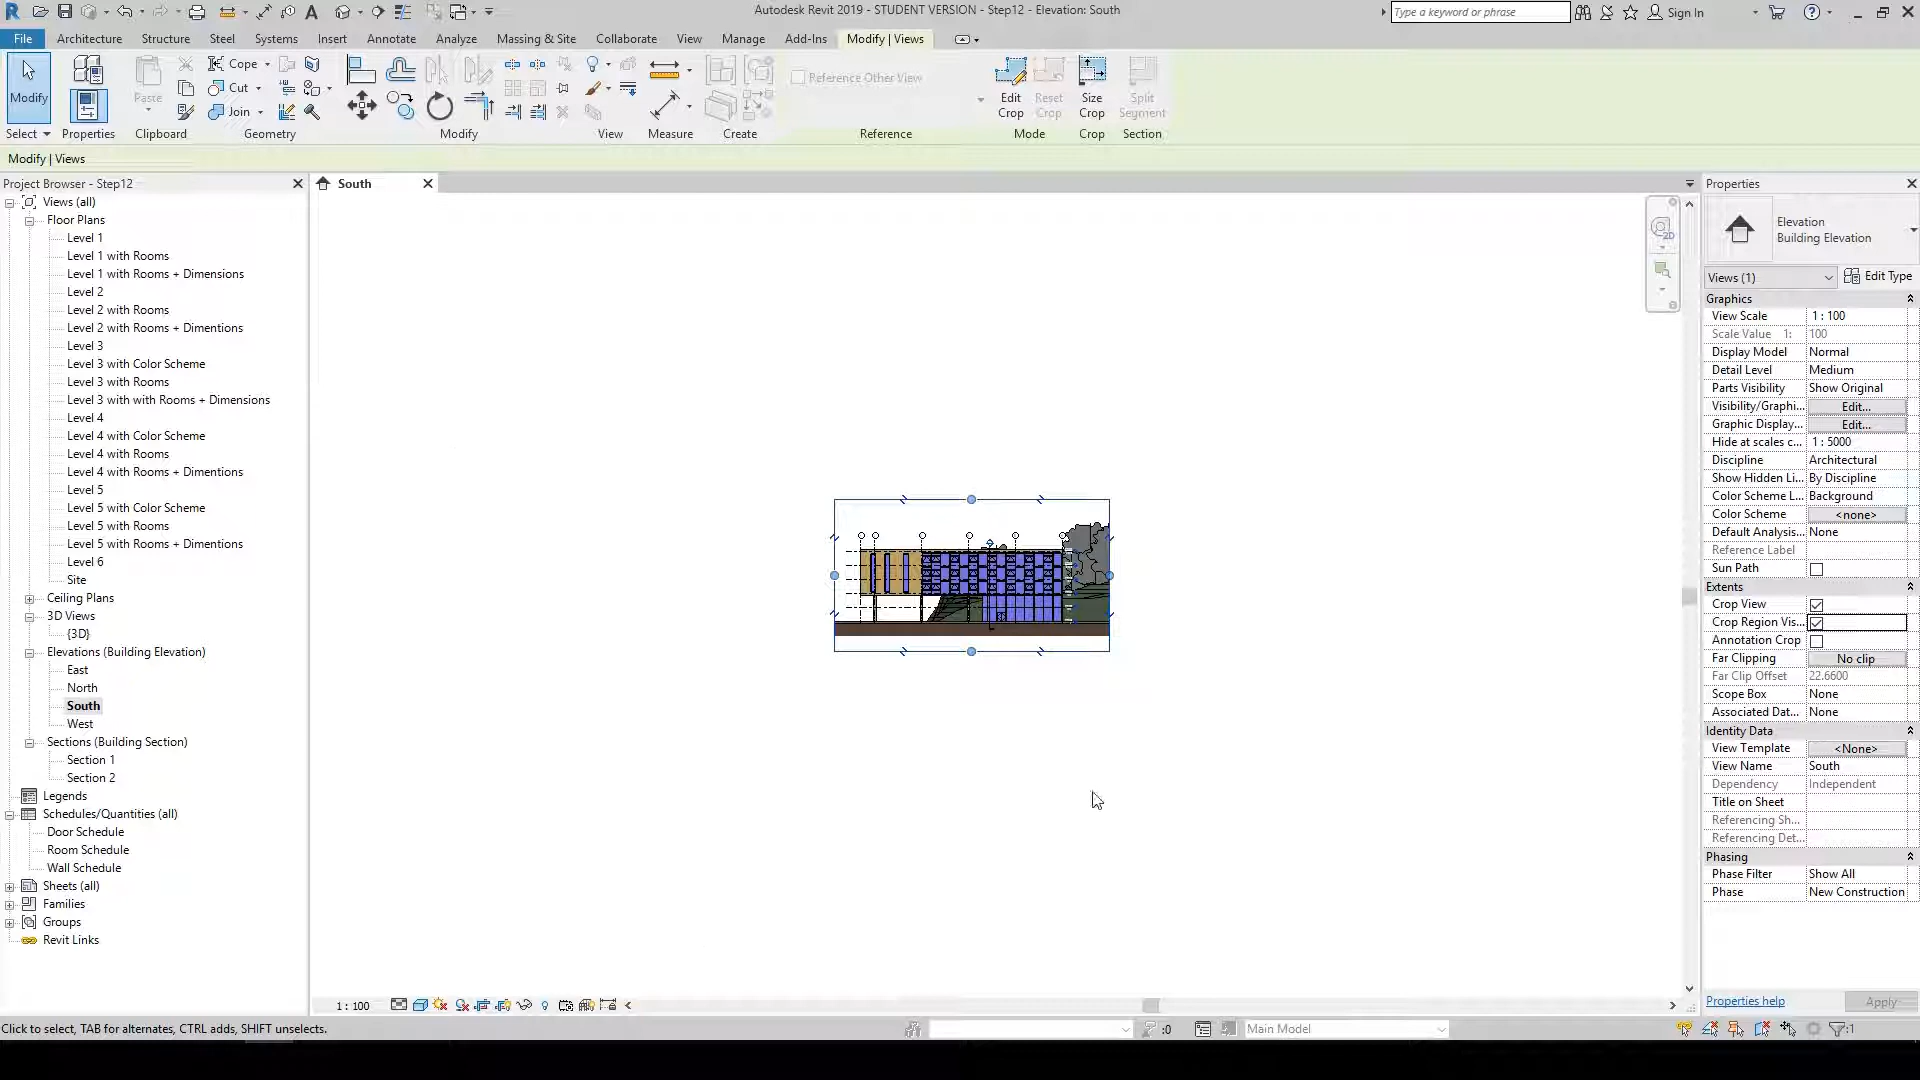 Autodesk Revit 2019 - STUDENT VERSION - Step12 - Elevation: South
Type a keyword or phrase
Sign In
File Architecture Structure Steel Systems Insert Annotate Analyze Massing & Site Collaborate View Manage Add-Ins Modify | Views
Modify
Paste
Cope
Cut
Join
Reference Other View
Edit Crop
Reset Crop
Size Crop
Split Segment
Select Properties Clipboard Geometry Modify View Measure Create Reference Mode Crop Section
Modify | Views
Project Browser - Step12
Views (all)
Floor Plans
Level 1
Level 1 with Rooms
Level 1 with Rooms + Dimensions
Level 2
Level 2 with Rooms
Level 2 with Rooms + Dimentions
Level 3
Level 3 with Color Scheme
Level 3 with Rooms
Level 3 with with Rooms + Dimensions
Level 4
Level 4 with Color Scheme
Level 4 with Rooms
Level 4 with Rooms + Dimentions
Level 5
Level 5 with Color Scheme
Level 5 with Rooms
Level 5 with Rooms + Dimentions
Level 6
Site
Ceiling Plans
3D Views
{3D}
Elevations (Building Elevation)
East
North
South
West
Sections (Building Section)
Section 1
Section 2
Legends
Schedules/Quantities (all)
Door Schedule
Room Schedule
Wall Schedule
Sheets (all)
Families
Groups
Revit Links
South
2D
1 : 100
Properties
Elevation
Building Elevation
Views (1) Edit Type
Graphics
View Scale 1 : 100
Scale Value 1: 100
Display Model Normal
Detail Level Medium
Parts Visibility Show Original
Visibility/Graphi... Edit...
Graphic Display... Edit...
Hide at scales c... 1 : 5000
Discipline Architectural
Show Hidden Li... By Discipline
Color Scheme L... Background
Color Scheme <none>
Default Analysis... None
Reference Label
Sun Path
Extents
Crop View
Crop Region Vis...
Annotation Crop
Far Clipping No clip
Far Clip Offset 22.6600
Scope Box None
Associated Dat... None
Identity Data
View Template <None>
View Name South
Dependency Independent
Title on Sheet
Referencing Sh...
Referencing Det...
Phasing
Phase Filter Show All
Phase New Construction
Properties help Apply
Click to select, TAB for alternates, CTRL adds, SHIFT unselects.
:0
Main Model
:1